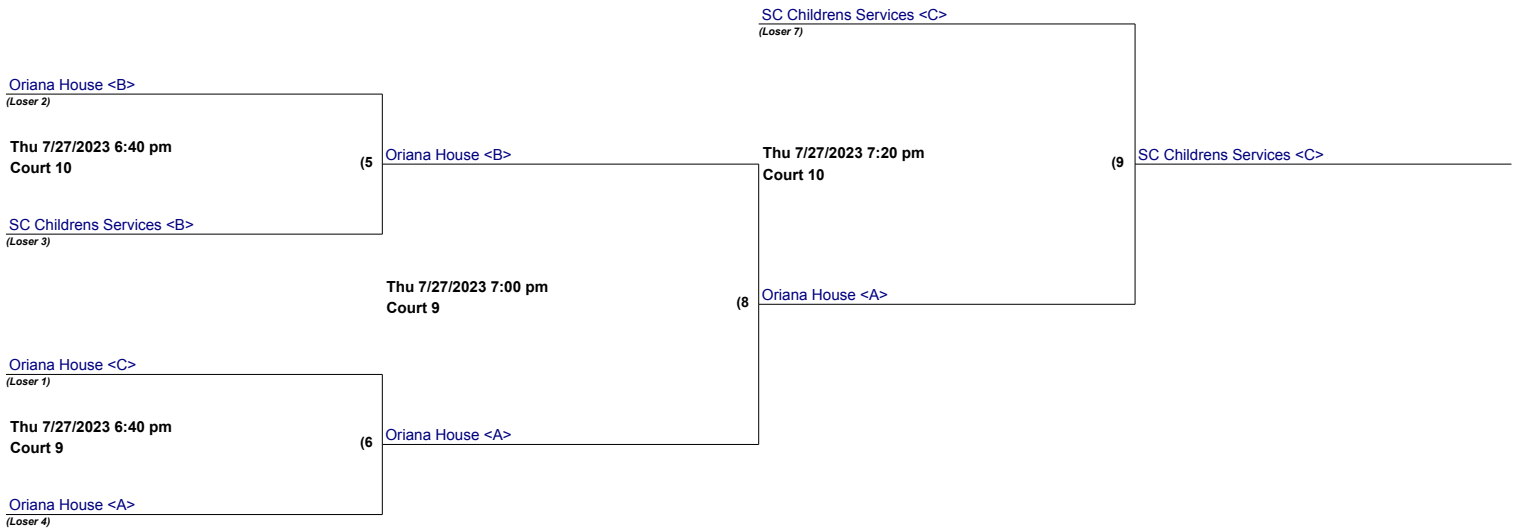 SC Childrens Services <C>
(Loser 7)
Oriana House <B>
(Loser 2)
Thu 7/27/2023 6:40 pm
Court 10
(5
Oriana House <B>
Thu 7/27/2023 7:20 pm
Court 10
(9
SC Childrens Services <C>
SC Childrens Services <B>
(Loser 3)
Thu 7/27/2023 7:00 pm
Court 9
(8
Oriana House <A>
Oriana House <C>
(Loser 1)
Thu 7/27/2023 6:40 pm
Court 9
(6
Oriana House <A>
Oriana House <A>
(Loser 4)